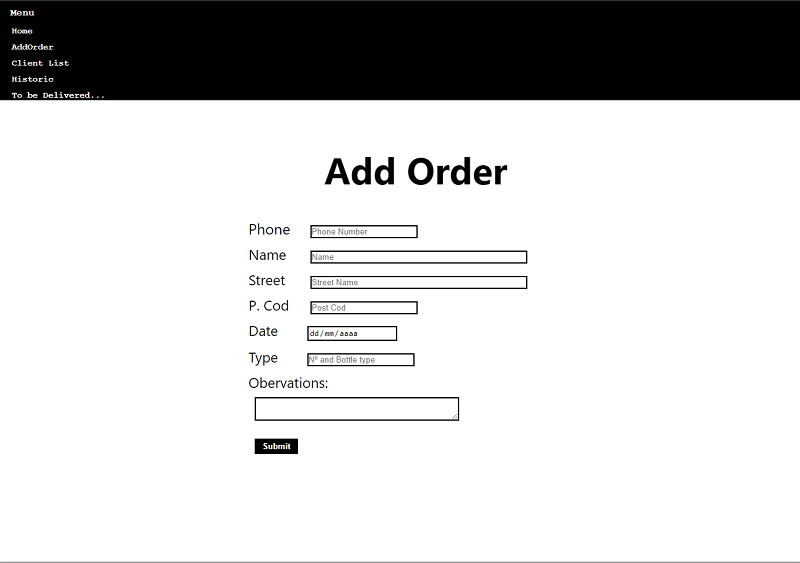 Menu
Home
AddOrder
Client List
Historic
To be Delivered...
Add Order
Phone Phone Number
Name Name
Street Street Name
P. Cod Post Cod
Date dd/mm/aaaa
Type Nº and Bottle type
Obervations:
Submit